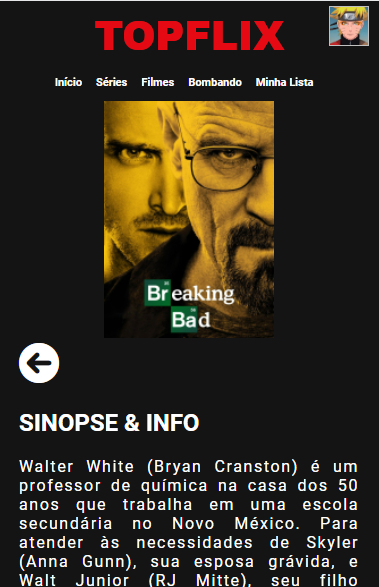 TOPFLIX
Início Séries Filmes Bombando Minha Lista
Breaking
Bad
SINOPSE & INFO
Walter White (Bryan Cranston) é um
professor de química na casa dos 50
anos que trabalha em uma escola
secundária no Novo México. Para
atender às necessidades de Skyler
(Anna Gunn), sua esposa grávida, e
Walt Junior (RJ Mitte), seu filho